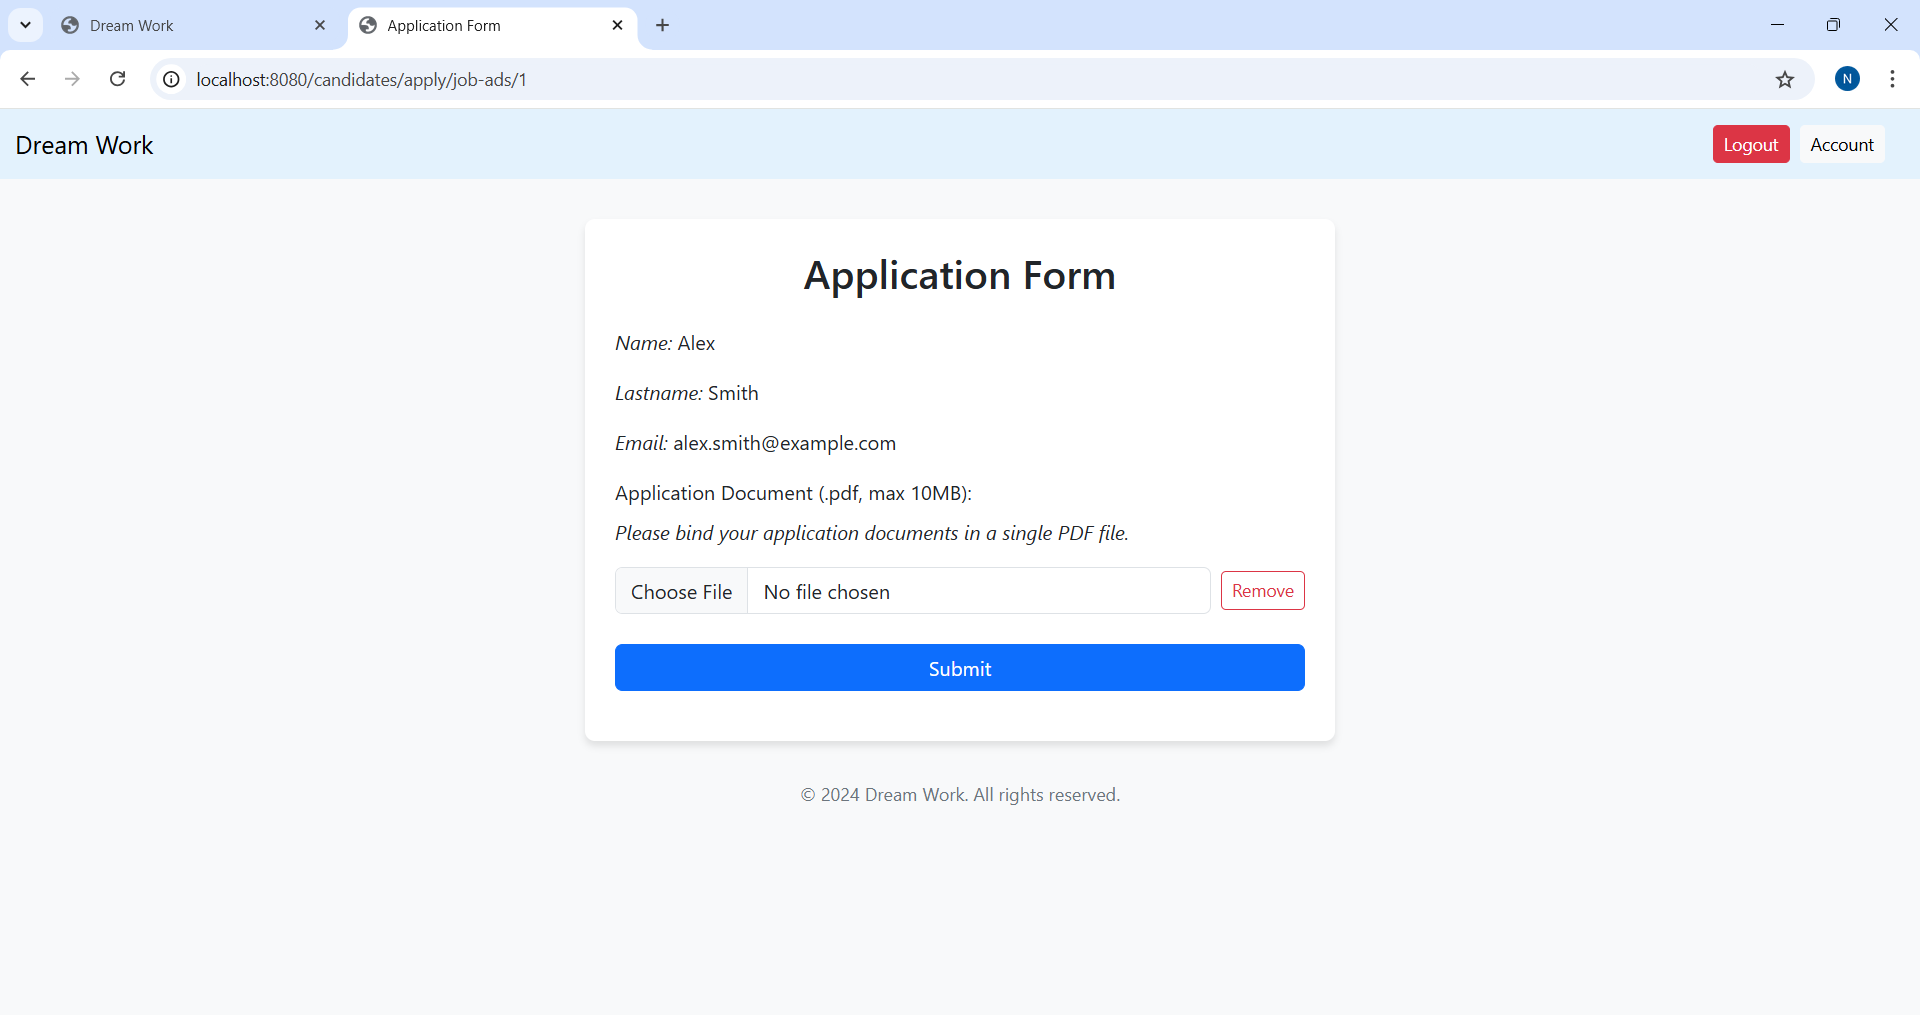 Dream Work
Application Form
localhost:8080/candidates/apply/job-ads/1
N
Dream Work
Logout
Account
Application Form
Name: Alex
Lastname: Smith
Email: alex.smith@example.com
Application Document (.pdf, max 10MB):
Please bind your application documents in a single PDF file.
Choose File No file chosen
Remove
Submit
© 2024 Dream Work. All rights reserved.